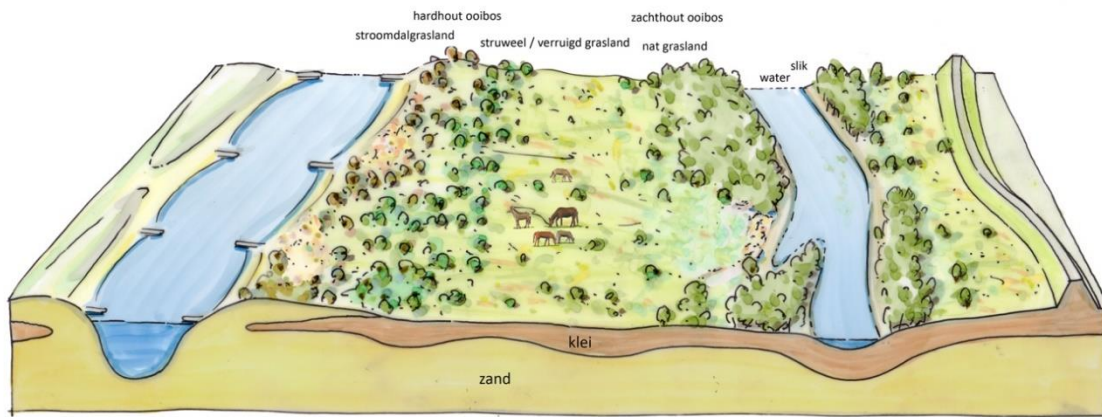 hardhout ooibos
zachthout ooibos
stroomdalgrasland
struweel / verruigd grasland
nat grasland
slik
water
klei
zand